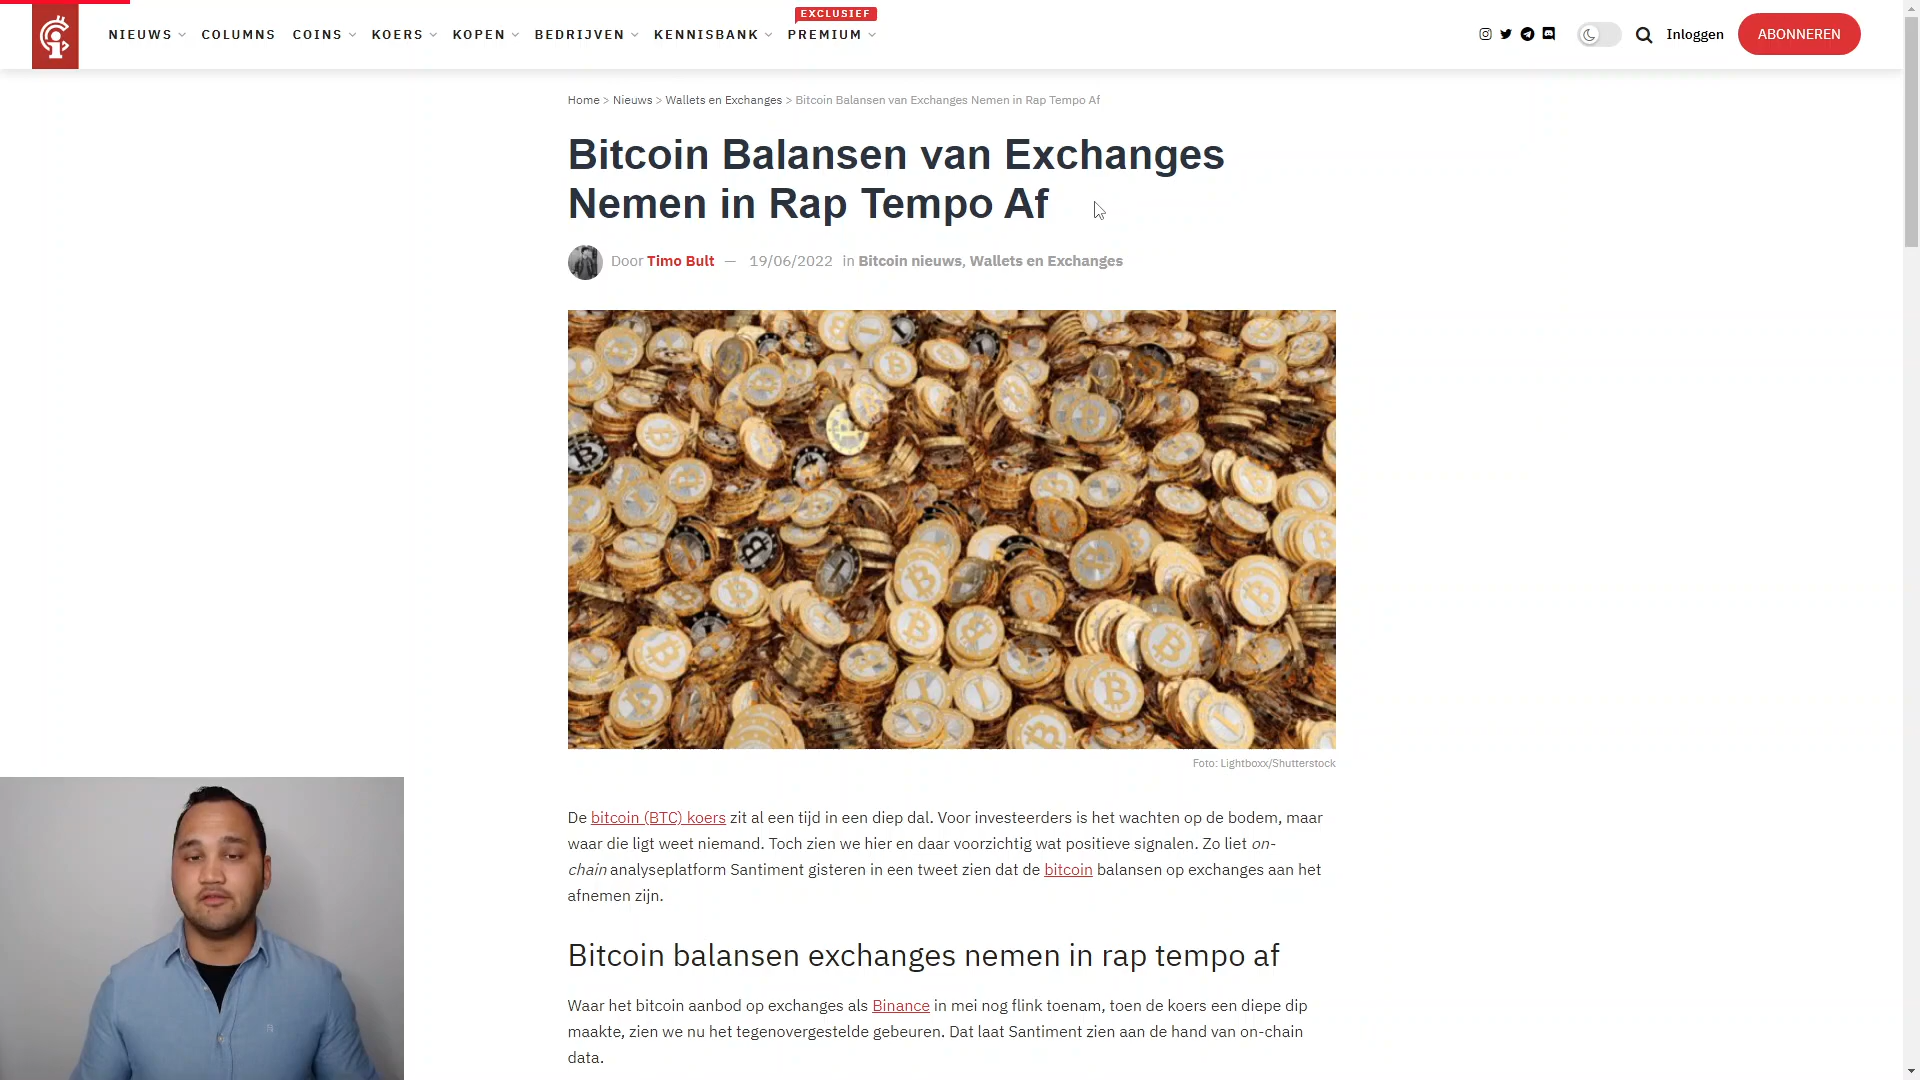 EXCLUSIEF
NIEUWS COLUMNS COINS KOERS KOPEN BEDRIJVEN KENNISBANK PREMIUM
Inloggen ABONNEREN
Home > Nieuws > Wallets en Exchanges > Bitcoin Balansen van Exchanges Nemen in Rap Tempo Af
Bitcoin Balansen van Exchanges
Nemen in Rap Tempo Af
Door Timo Bult — 19/06/2022 in Bitcoin nieuws, Wallets en Exchanges
Foto: Lightboxx/Shutterstock
De bitcoin (BTC) koers zit al een tijd in een diep dal. Voor investeerders is het wachten op de bodem, maar
waar die ligt weet niemand. Toch zien we hier en daar voorzichtig wat positieve signalen. Zo liet on-
chain analyseplatform Santiment gisteren in een tweet zien dat de bitcoin balansen op exchanges aan het
afnemen zijn.
Bitcoin balansen exchanges nemen in rap tempo af
Waar het bitcoin aanbod op exchanges als Binance in mei nog flink toenam, toen de koers een diepe dip
maakte, zien we nu het tegenovergestelde gebeuren. Dat laat Santiment zien aan de hand van on-chain
data.